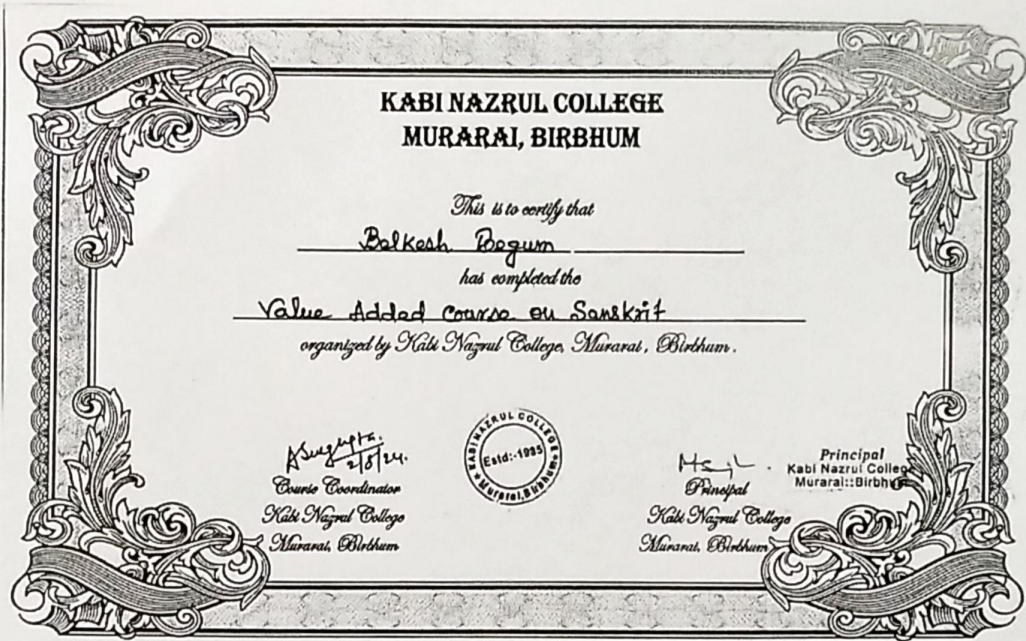 KABI NAZRUL COLLEGE
MURARAI, BIRBHUM
This is to certify that
Belkesh Begum
has completed the
Value Added course on Sanskrit
organized by Kabi Nazrul College, Murarai, Birbhum.
KABI NAZRUL COLLEGE
Estd:-1985
Murarai, Birbhum
2/8/24.
Course Coordinator
Kabi Nazrul College
Murarai, Birbhum
Principal
Kabi Nazrul College
Murarai, Birbhum
Principal
Kabi Nazrul College
Murarai::Birbhum